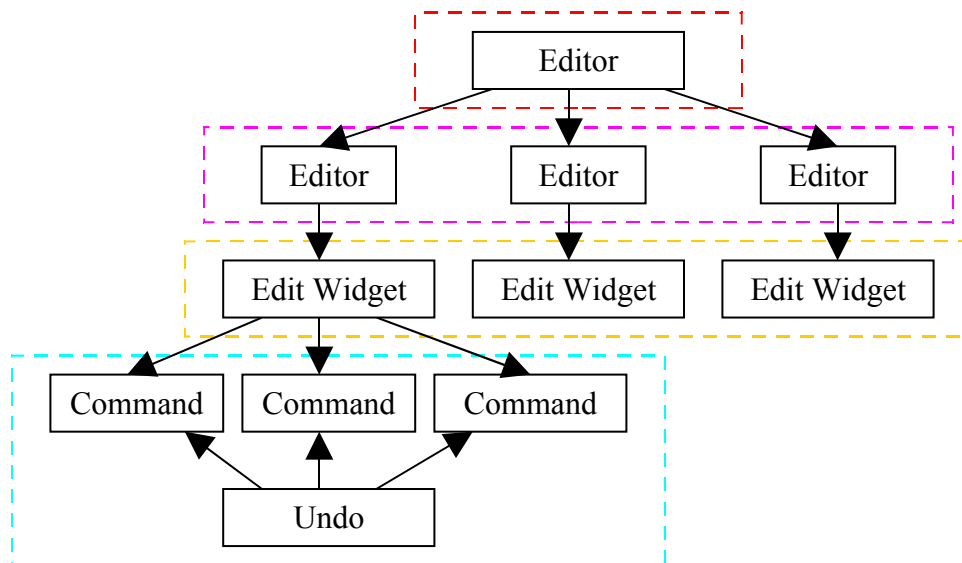 Editor
Editor Editor Editor
Edit Widget Edit Widget Edit Widget
Command Command Command
Undo